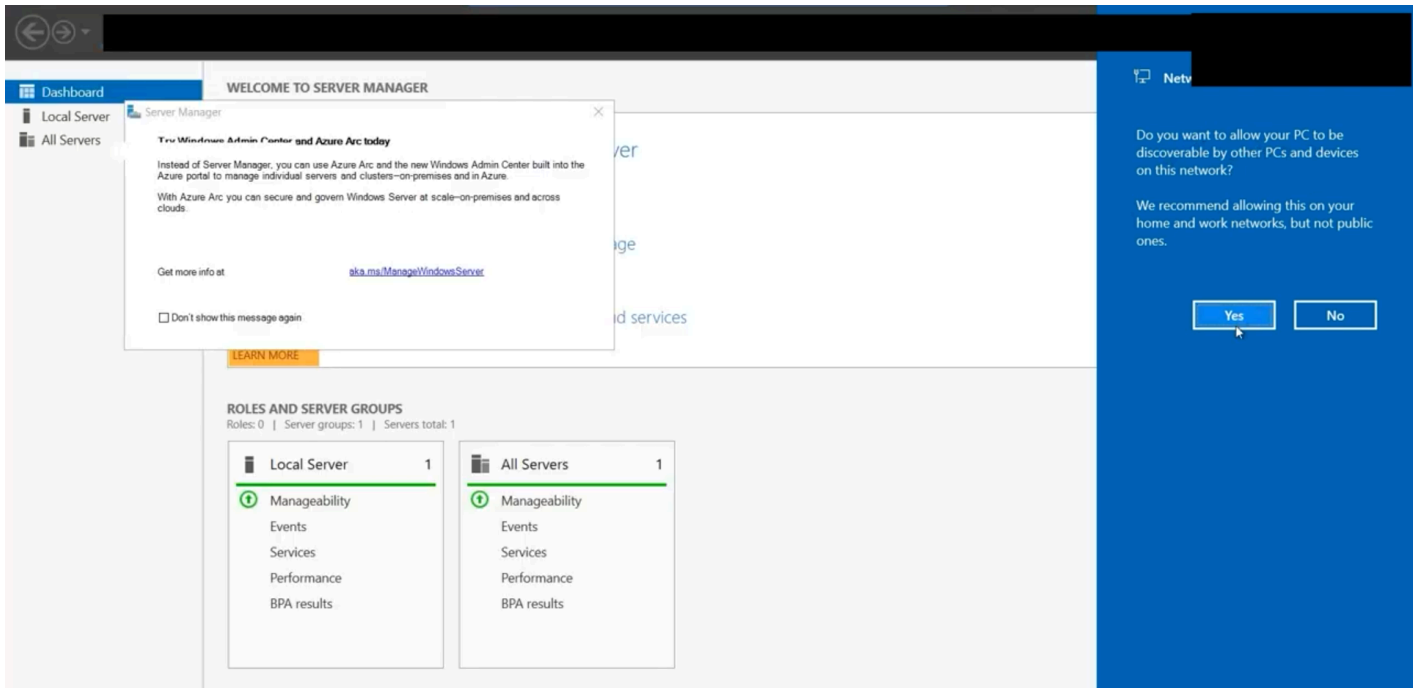 Dashboard
Local Server
All Servers
WELCOME TO SERVER MANAGER
Server Manager
Try Windows Admin Center and Azure Arc today
Instead of Server Manager, you can use Azure Arc and the new Windows Admin Center built into the
Azure portal to manage individual servers and clusters–on-premises and in Azure.
With Azure Arc you can secure and govern Windows Server at scale–on-premises and across
clouds.
Get more info at aka.ms/ManageWindowsServer
Don't show this message again
ver
age
d services
LEARN MORE
ROLES AND SERVER GROUPS
Roles: 0 | Server groups: 1 | Servers total: 1
Local Server 1
Manageability
Events
Services
Performance
BPA results
All Servers 1
Manageability
Events
Services
Performance
BPA results
Netw
Do you want to allow your PC to be
discoverable by other PCs and devices
on this network?
We recommend allowing this on your
home and work networks, but not public
ones.
Yes No